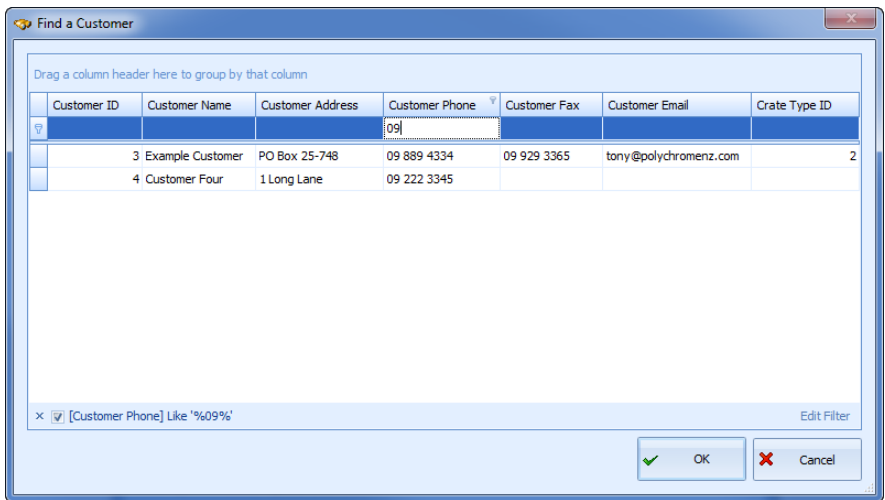 Find a Customer
Drag a column header here to group by that column
Customer ID Customer Name Customer Address Customer Phone Customer Fax Customer Email Crate Type ID
09
3 Example Customer PO Box 25-748 09 889 4334 09 929 3365 tony@polychromenz.com 2
4 Customer Four 1 Long Lane 09 222 3345
[Customer Phone] Like '%09%' Edit Filter
OK Cancel